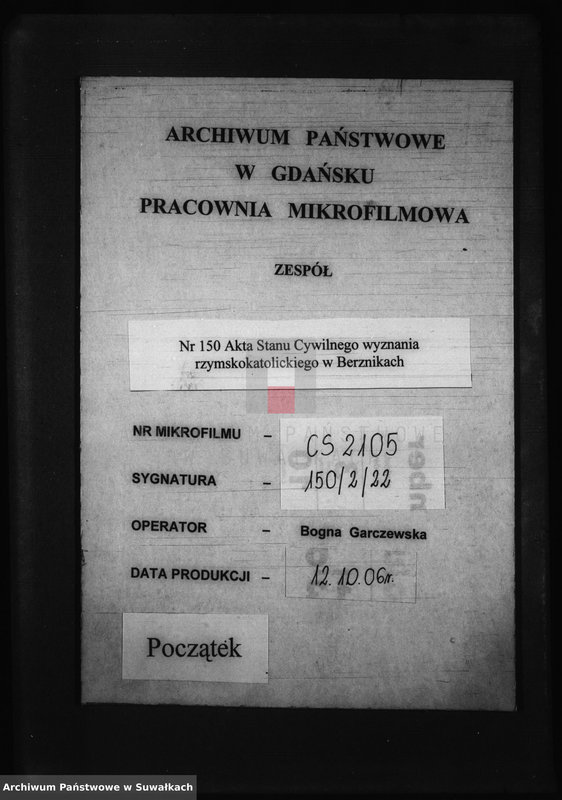 ARCHIWUM PAŃSTWOWE
W GDAŃSKU
PRACOWNIA MIKROFILMOWA
ZESPÓŁ
Nr 150 Akta Stanu Cywilnego wyznania
rzymskokatolickiego w Berznikach
NR MIKROFILMU – CS 2105
SYGNATURA – 150/2/22
OPERATOR – Bogna Garczewska
DATA PRODUKCJI – 12.10.06r.
Początek
Archiwum Państwowe w Suwałkach